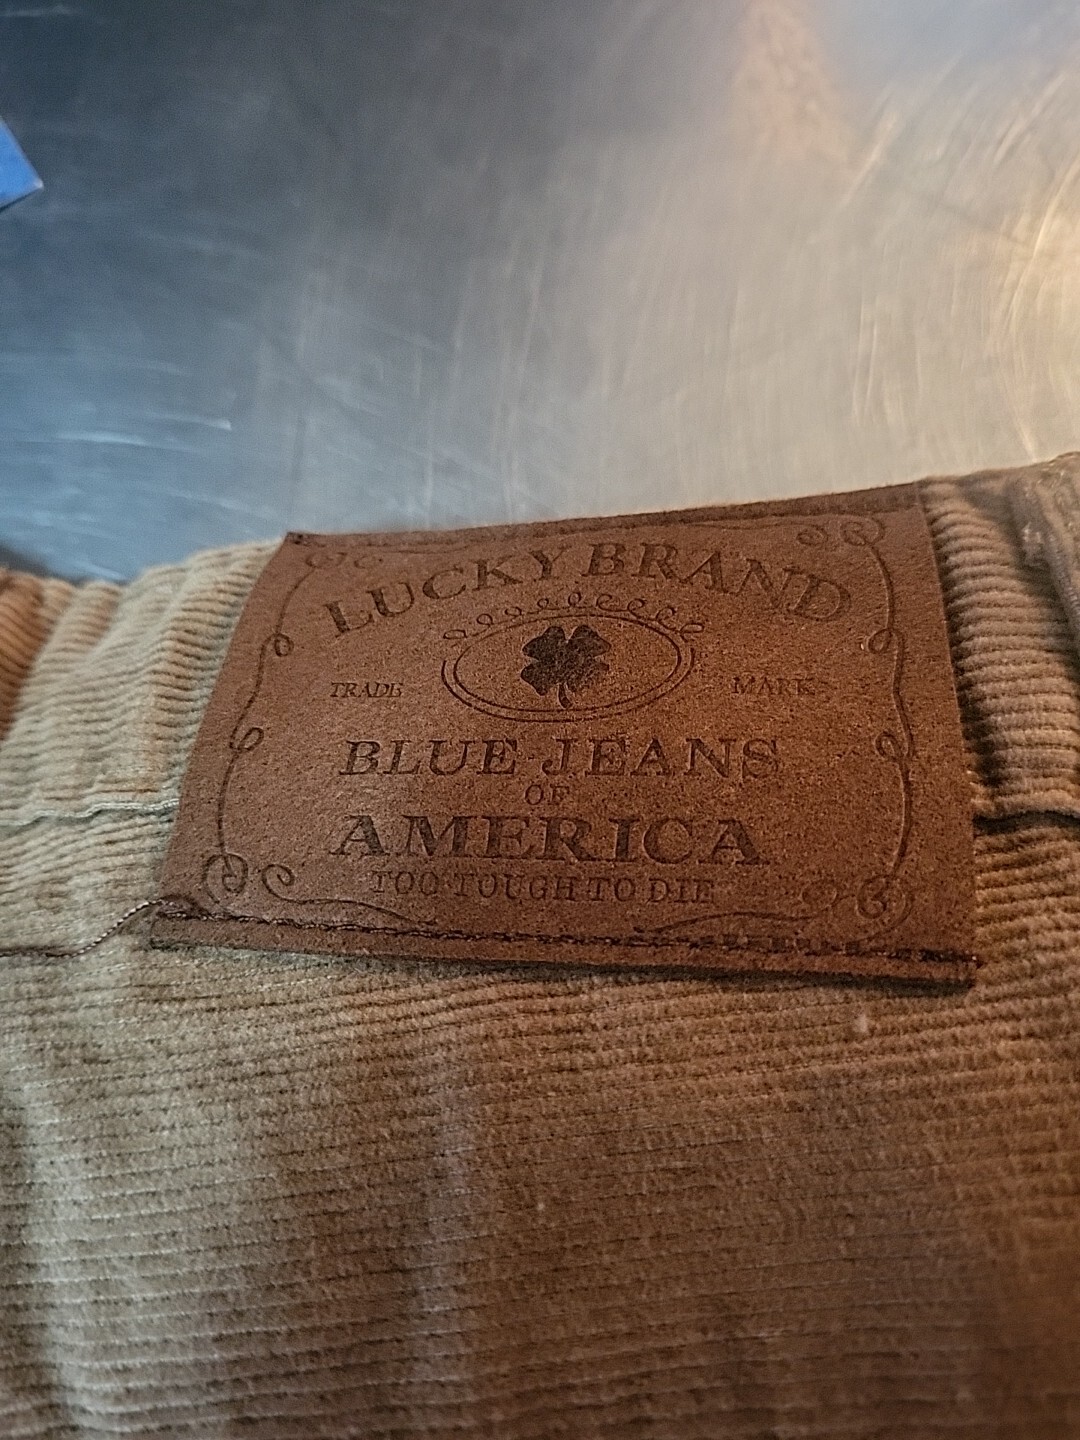 LUCKY BRAND
TRADE MARK
BLUE JEANS
OF
AMERICA
TOO TOUGH TO DIE